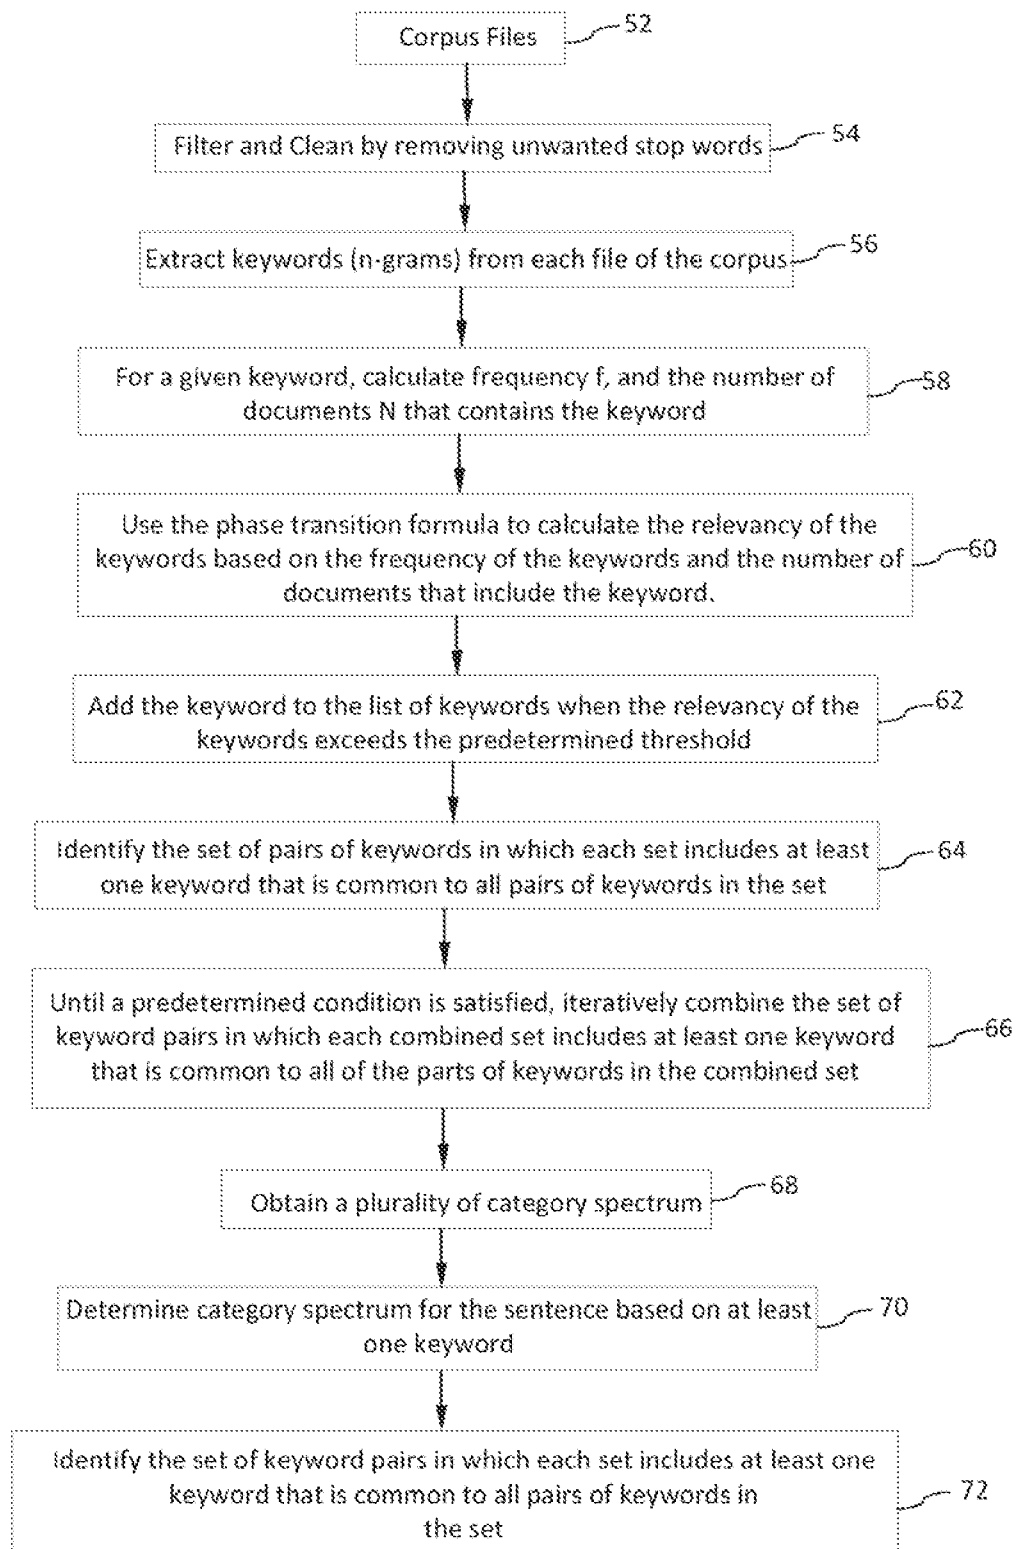 Corpus Files
52
Filter and Clean by removing unwanted stop words
54
Extract keywords (n-grams) from each file of the corpus
56
For a given keyword, calculate frequency f, and the number of
documents N that contains the keyword
58
Use the phase transition formula to calculate the relevancy of the
keywords based on the frequency of the keywords and the number of
documents that include the keyword.
60
Add the keyword to the list of keywords when the relevancy of the
keywords exceeds the predetermined threshold
62
Identify the set of pairs of keywords in which each set includes at least
one keyword that is common to all pairs of keywords in the set
64
Until a predetermined condition is satisfied, iteratively combine the set of
keyword pairs in which each combined set includes at least one keyword
that is common to all of the parts of keywords in the combined set
66
Obtain a plurality of category spectrum
68
Determine category spectrum for the sentence based on at least
one keyword
70
Identify the set of keyword pairs in which each set includes at least one
keyword that is common to all pairs of keywords in
the set
72